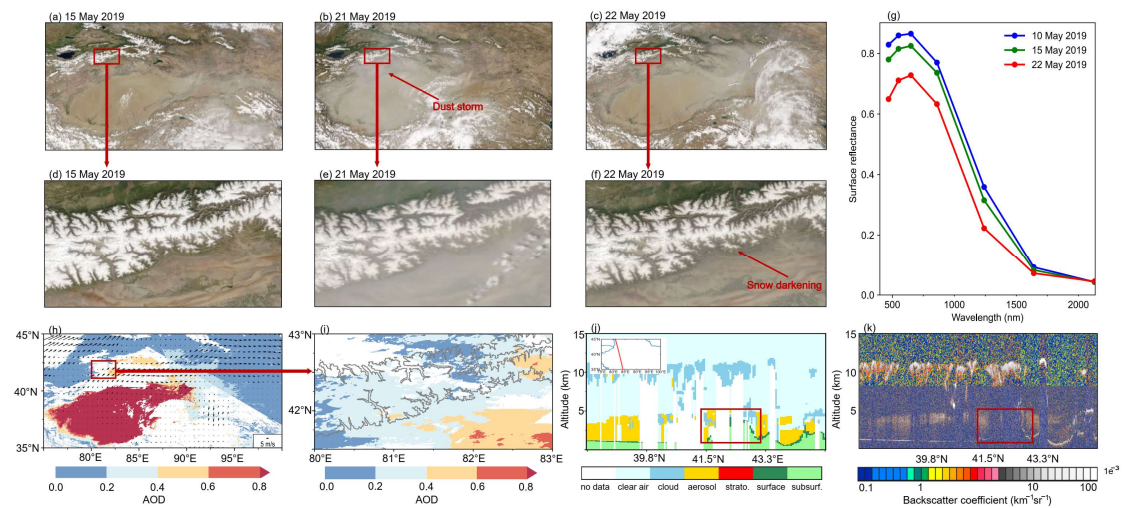 (a) 15 May 2019
(b) 21 May 2019
(c) 22 May 2019
(g)
Dust storm
10 May 2019
15 May 2019
22 May 2019
0.8
0.6
0.4
0.2
0.0
Surface reflectance
500
1000
1500
2000
Wavelength (nm)
(d) 15 May 2019
(e) 21 May 2019
(f) 22 May 2019
Snow darkening
(h)
45°N
40°N
35°N
80°E
85°E
90°E
95°E
5 m/s
0.0 0.2 0.4 0.6 0.8
AOD
(i)
43°N
42°N
80°E
81°E
82°E
83°E
0.0 0.2 0.4 0.6 0.8
AOD
(j)
15
10
5
Altitude (km)
39.8°N 41.5°N 43.3°N
no data clear air cloud aerosol strato. surface subsurf.
(k)
15
10
5
Altitude (km)
39.8°N 41.5°N 43.3°N
1e⁻³
0.1 1 10 100
Backscatter coefficient (km⁻¹sr⁻¹)